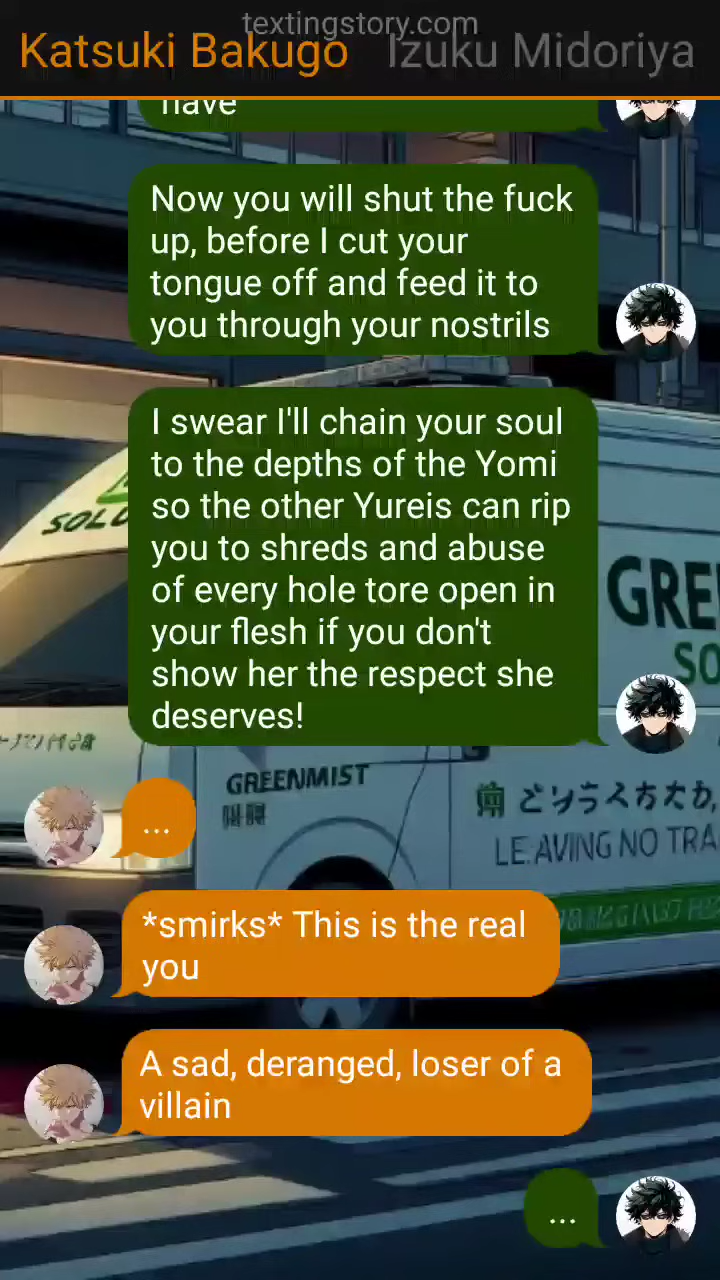 textingstory.com
Katsuki Bakugo Izuku Midoriya
have
Now you will shut the fuck
up, before I cut your
tongue off and feed it to
you through your nostrils
I swear I'll chain your soul
to the depths of the Yomi
so the other Yureis can rip
you to shreds and abuse
of every hole tore open in
your flesh if you don't
show her the respect she
deserves!
SOLU
GRE
SO
GREENMIST
LEAVING NO TRA
...
*smirks* This is the real
you
A sad, deranged, loser of a
villain
...